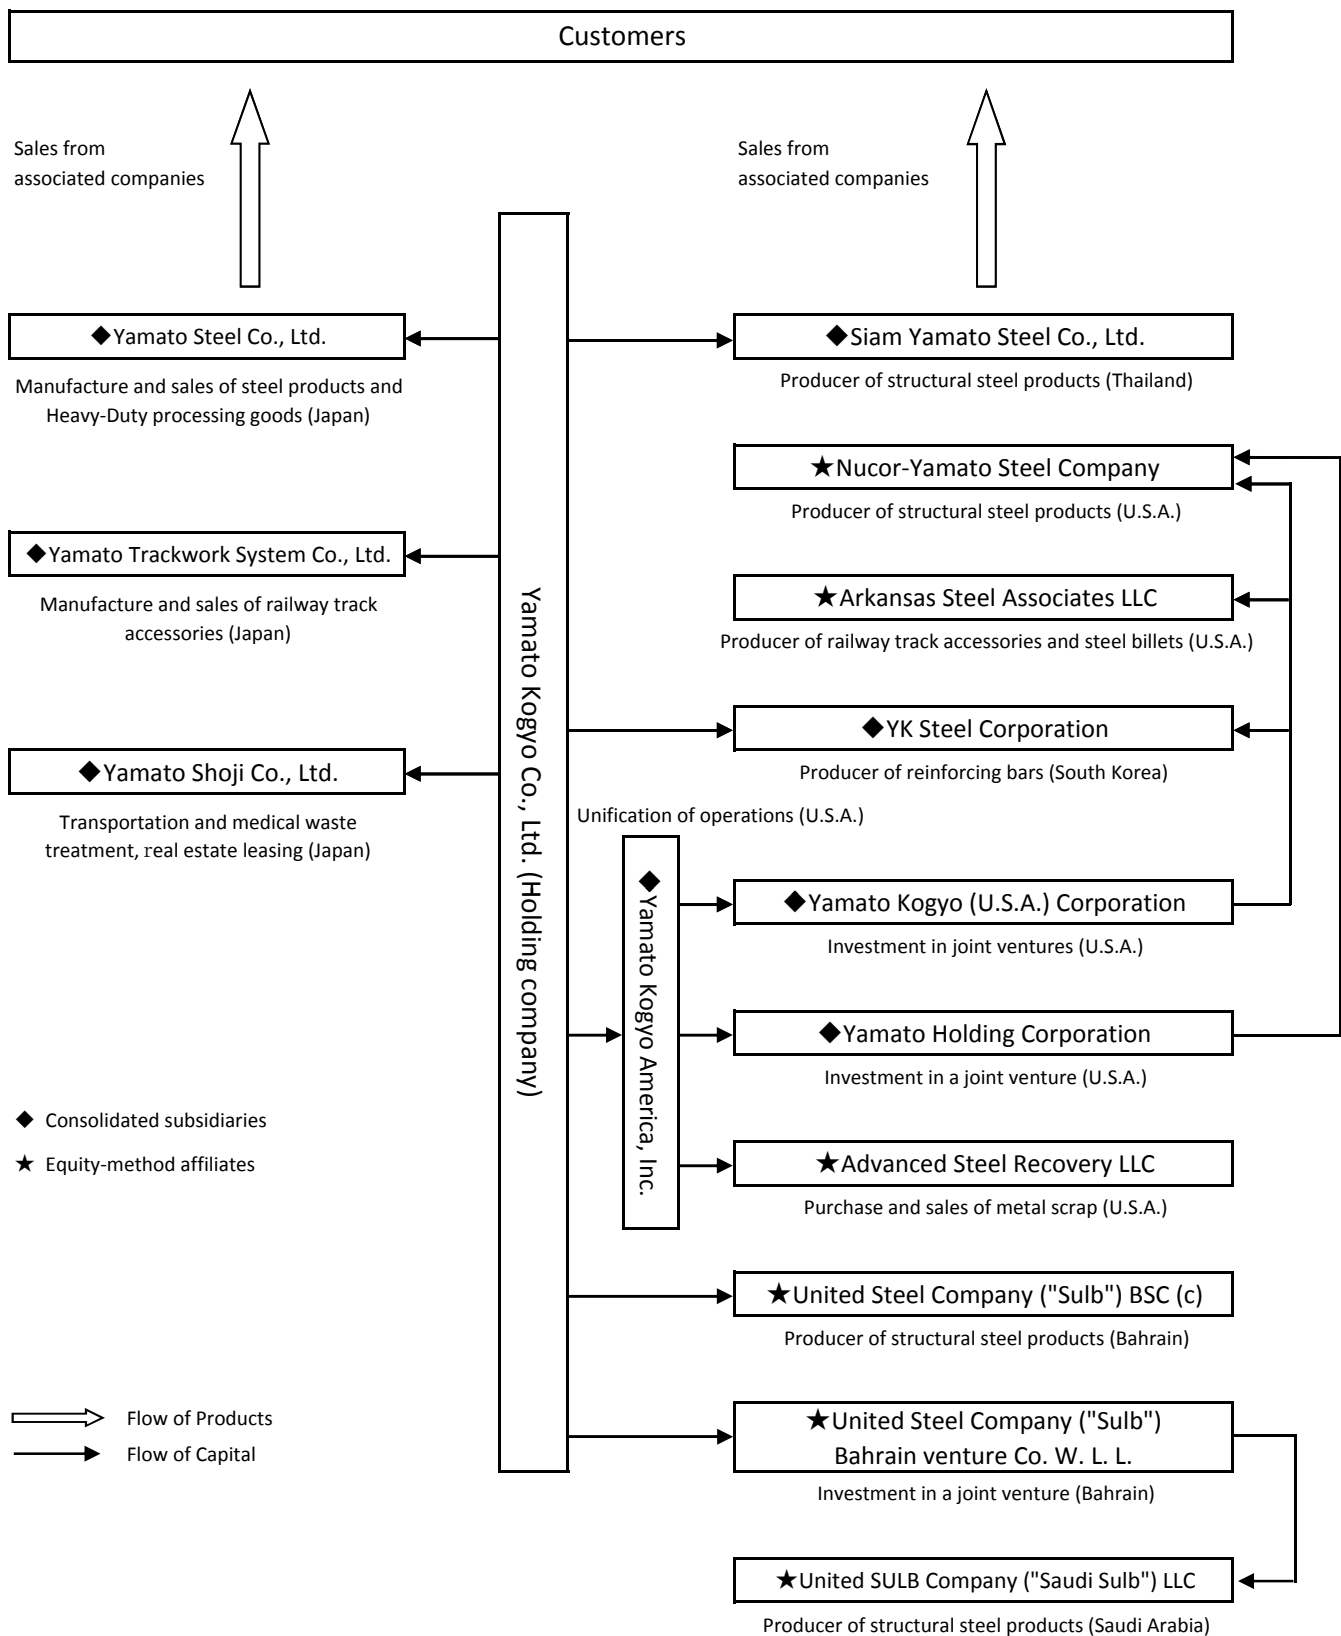 Customers
Sales from
associated companies
Sales from
associated companies
◆Yamato Steel Co., Ltd.
Manufacture and sales of steel products and
Heavy-Duty processing goods (Japan)
◆Yamato Trackwork System Co., Ltd.
Manufacture and sales of railway track
accessories (Japan)
◆Yamato Shoji Co., Ltd.
Transportation and medical waste
treatment, real estate leasing (Japan)
Yamato Kogyo Co., Ltd. (Holding company)
◆Siam Yamato Steel Co., Ltd.
Producer of structural steel products (Thailand)
★Nucor-Yamato Steel Company
Producer of structural steel products (U.S.A.)
★Arkansas Steel Associates LLC
Producer of railway track accessories and steel billets (U.S.A.)
◆YK Steel Corporation
Producer of reinforcing bars (South Korea)
Unification of operations (U.S.A.)
◆Yamato Kogyo America, Inc.
◆Yamato Kogyo (U.S.A.) Corporation
Investment in joint ventures (U.S.A.)
◆Yamato Holding Corporation
Investment in a joint venture (U.S.A.)
★Advanced Steel Recovery LLC
Purchase and sales of metal scrap (U.S.A.)
★United Steel Company ("Sulb") BSC (c)
Producer of structural steel products (Bahrain)
★United Steel Company ("Sulb")
Bahrain venture Co. W. L. L.
Investment in a joint venture (Bahrain)
★United SULB Company ("Saudi Sulb") LLC
Producer of structural steel products (Saudi Arabia)
◆ Consolidated subsidiaries
★ Equity-method affiliates
Flow of Products
Flow of Capital